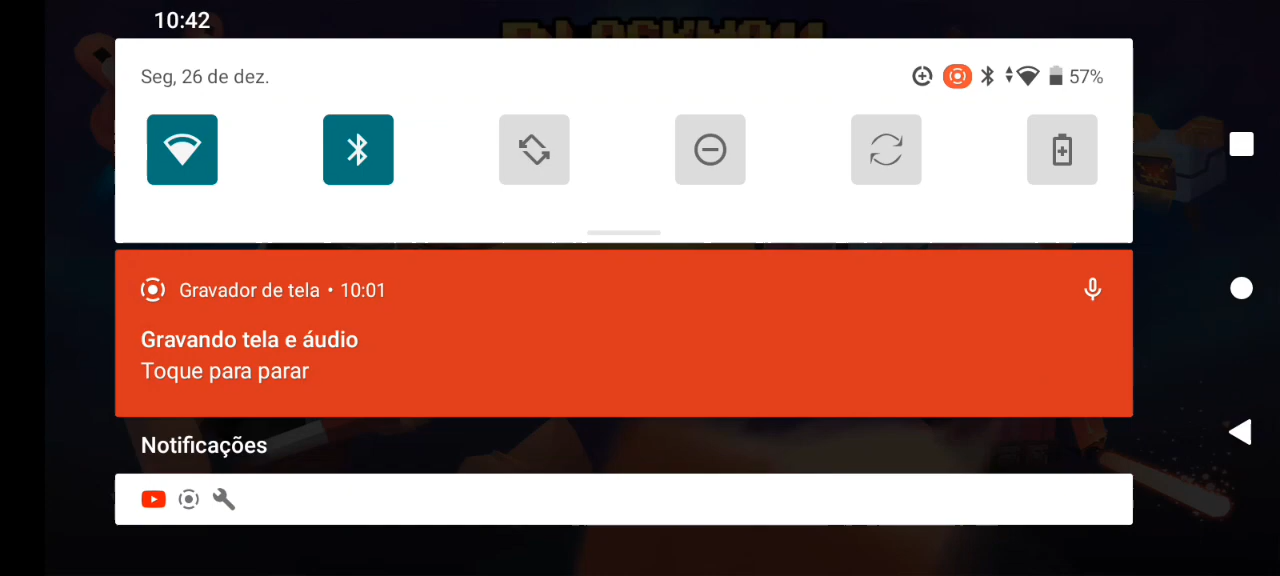 10:42
Seg, 26 de dez.
57%
Gravador de tela • 10:01
Gravando tela e áudio
Toque para parar
Notificações